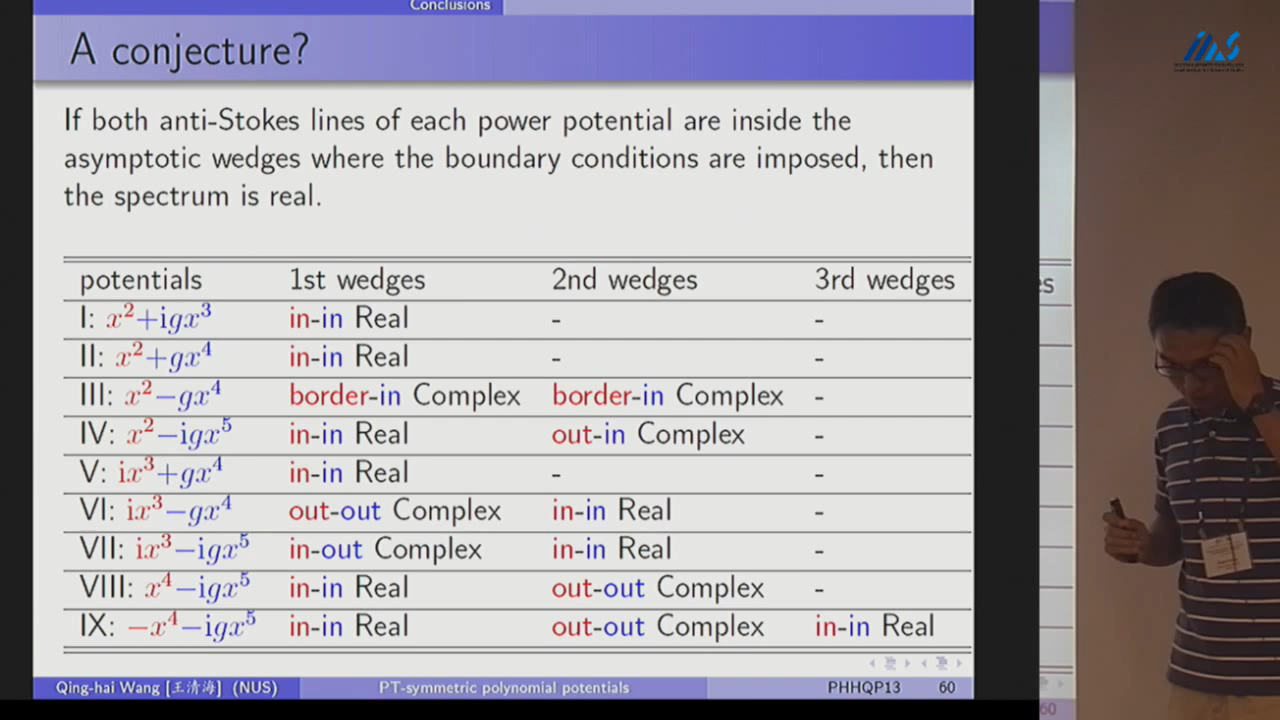 Conclusions
A conjecture?
If both anti-Stokes lines of each power potential are inside the
asymptotic wedges where the boundary conditions are imposed, then
the spectrum is real.
potentials 1st wedges 2nd wedges 3rd wedges
I: x²+igx³ in-in Real - -
II: x²+gx⁴ in-in Real - -
III: x²−gx⁴ border-in Complex border-in Complex -
IV: x²−igx⁵ in-in Real out-in Complex -
V: ix³+gx⁴ in-in Real - -
VI: ix³−gx⁴ out-out Complex in-in Real -
VII: ix³−igx⁵ in-out Complex in-in Real -
VIII: x⁴−igx⁵ in-in Real out-out Complex -
IX: −x⁴−igx⁵ in-in Real out-out Complex in-in Real
Qing-hai Wang [王清海] (NUS) PT-symmetric polynomial potentials PHHQP13 60
es
60
ims